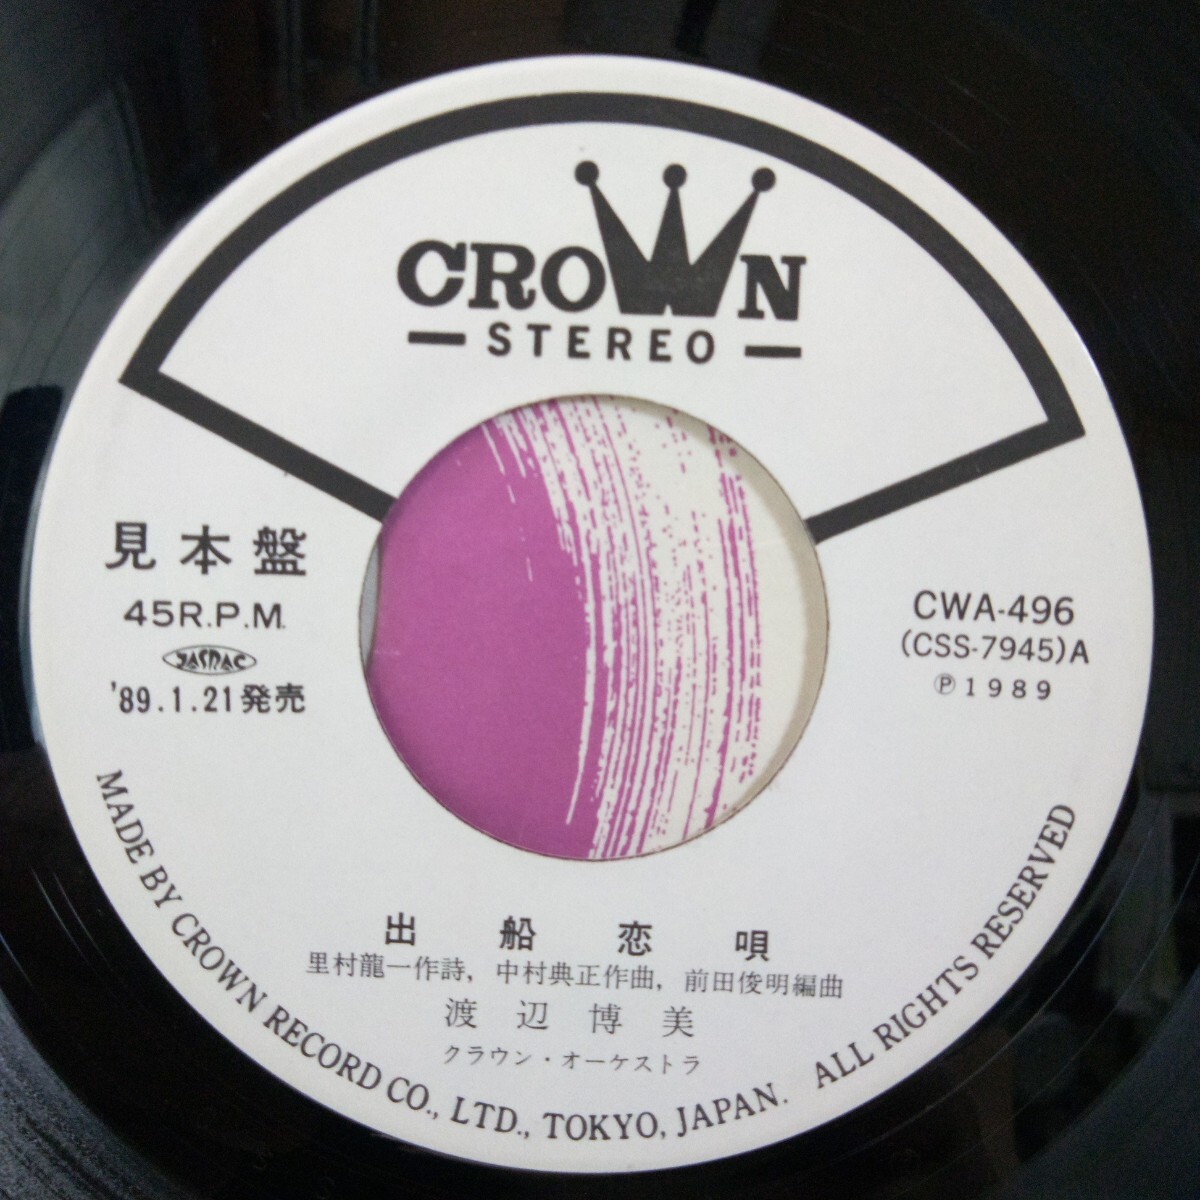 CROWN
STEREO
見本盤
45R.P.M.
JASRAC
'89.1.21発売
CWA-496
(CSS-7945)A
Ⓟ1989
出船恋唄
里村龍一作詩, 中村典正作曲, 前田俊明編曲
渡辺博美
クラウン・オーケストラ
MADE BY CROWN RECORD CO., LTD., TOKYO, JAPAN. ALL RIGHTS RESERVED